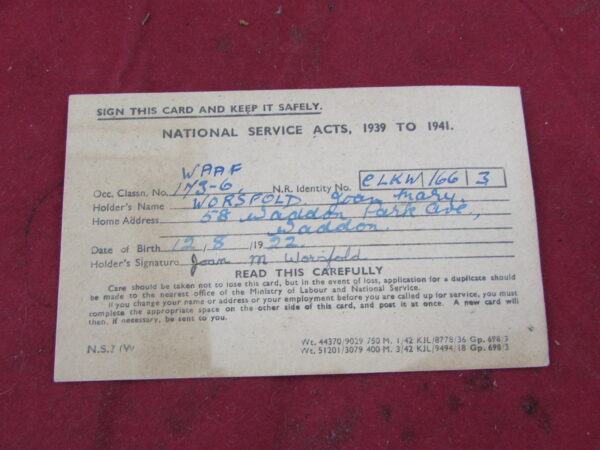 SIGN THIS CARD AND KEEP IT SAFELY.
NATIONAL SERVICE ACTS, 1939 TO 1941.
WAAF
Occ. Classn. No. 173-6. N.R. Identity No. CLKW 166 3
Holder's Name WORSFOLD. Joan Mary.
Home Address 58 Waddon Park Ave.,
Waddon.
Date of Birth 12 / 8 / 1922.
Holder's Signature Joan M Worsfold
READ THIS CAREFULLY
Care should be taken not to lose this card, but in the event of loss, application for a duplicate should
be made to the nearest office of the Ministry of Labour and National Service.
If you change your name or address or your employment before you are called up for service, you must
complete the appropriate space on the other side of this card, and post it at once. A new card will
then, if necessary, be sent to you.
N.S.2 (W
Wt. 44370/9029 750 M. 1/42 KJL/8778/36 Gp. 698/3
Wt. 51201/3079 400 M. 3/42 KJL/9494/18 Gp. 698/3